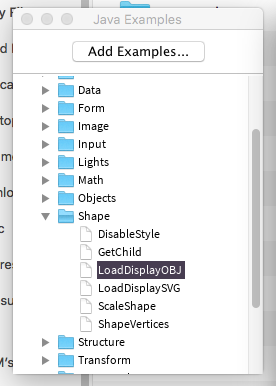 Java Examples
Add Examples...
Data
Form
Image
Input
Lights
Math
Objects
Shape
DisableStyle
GetChild
LoadDisplayOBJ
LoadDisplaySVG
ScaleShape
ShapeVertices
Structure
Transform